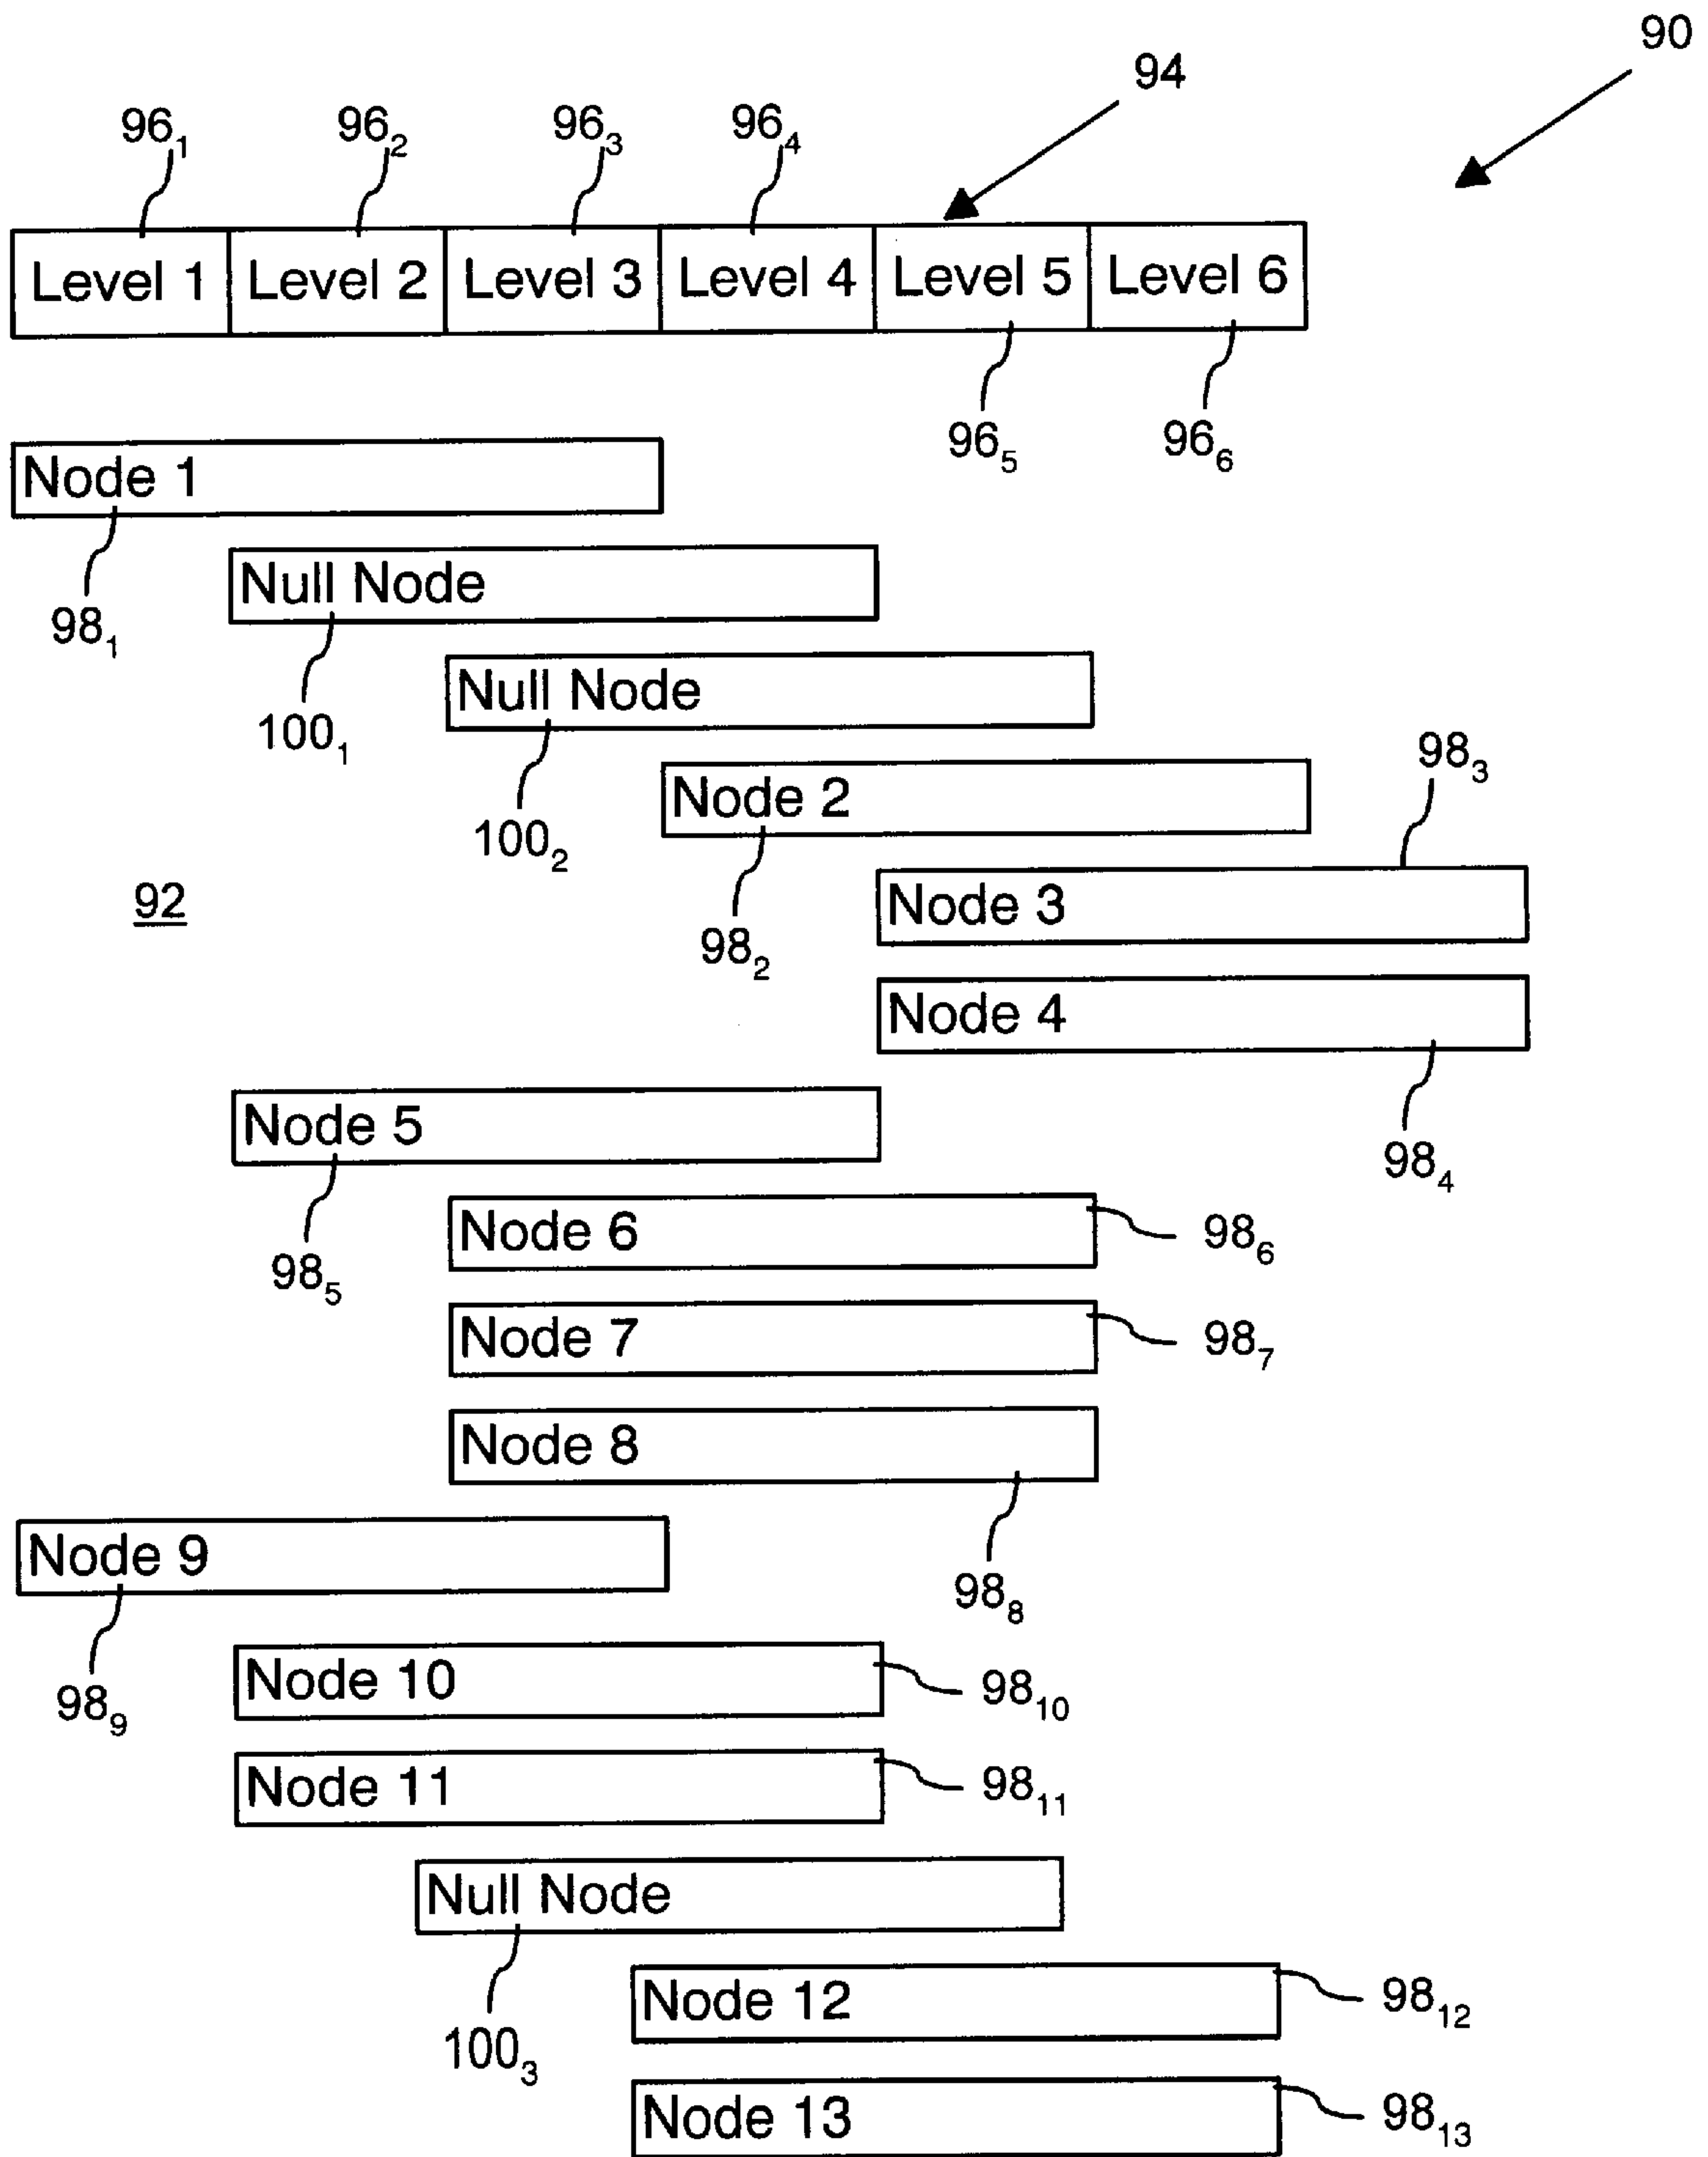 90
94
96₁ 96₂ 96₃ 96₄
Level 1 Level 2 Level 3 Level 4 Level 5 Level 6
96₅ 96₆
Node 1
98₁
Null Node
100₁
Null Node
100₂
98₃
Node 2
98₂
92
Node 3
Node 4
98₄
Node 5
98₅
Node 6 98₆
Node 7 98₇
Node 8
98₈
Node 9
98₉
Node 10 98₁₀
Node 11 98₁₁
Null Node
100₃
Node 12 98₁₂
Node 13 98₁₃